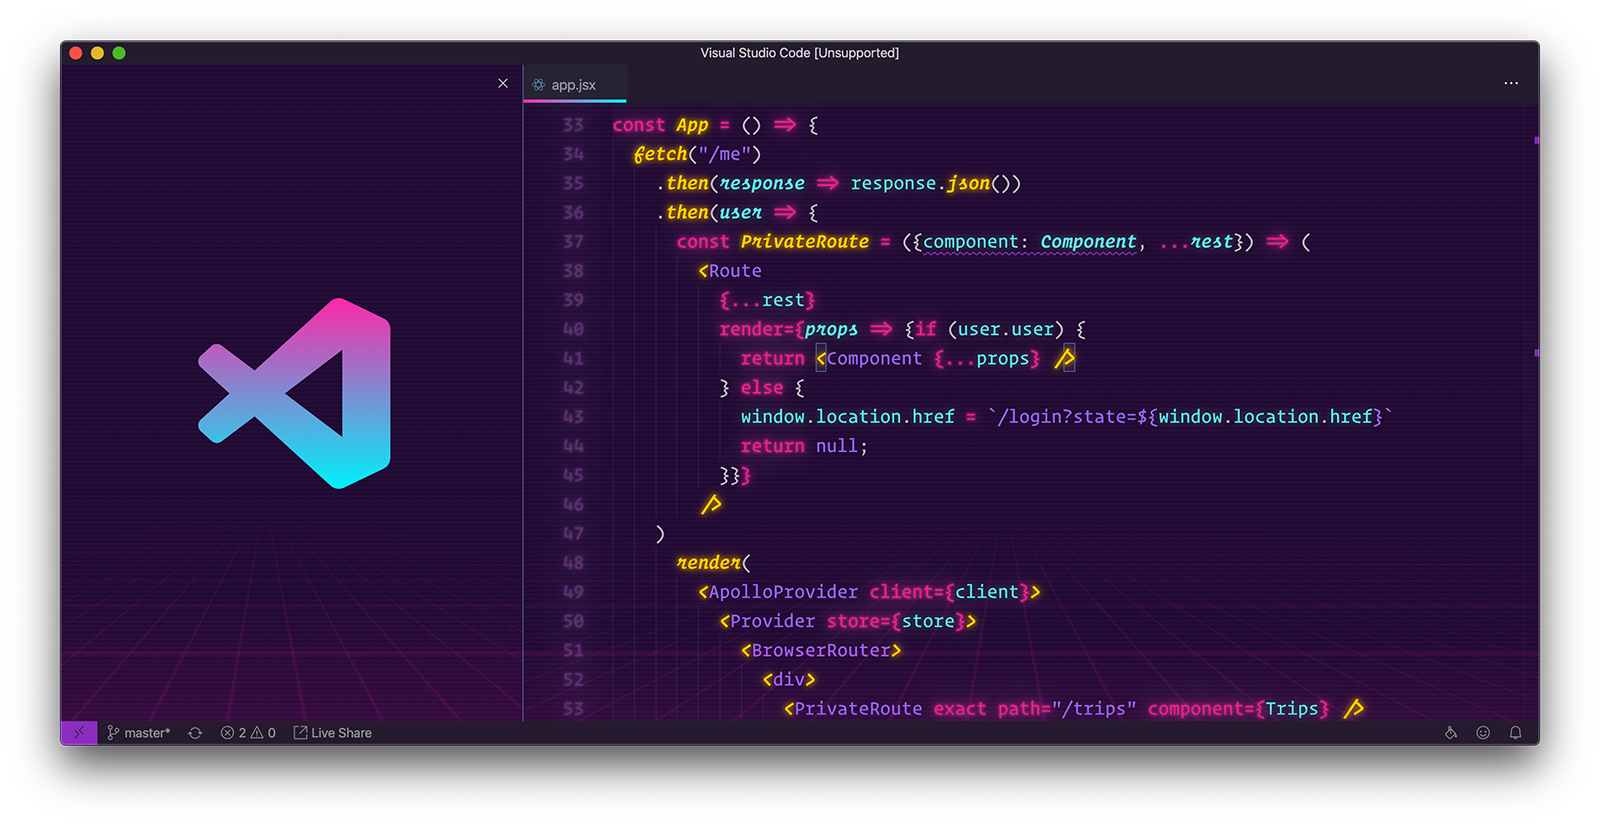 Visual Studio Code [Unsupported]
app.jsx
33 const App = () => {
34 fetch("/me")
35 .then(response => response.json())
36 .then(user => {
37 const PrivateRoute = ({component: Component, ...rest}) => (
38 <Route
39 {...rest}
40 render={props => {if (user.user) {
41 return <Component {...props} />
42 } else {
43 window.location.href = `/login?state=${window.location.href}`
44 return null;
45 }}}
46 />
47 )
48 render(
49 <ApolloProvider client={client}>
50 <Provider store={store}>
51 <BrowserRouter>
52 <div>
53 <PrivateRoute exact path="/trips" component={Trips} />
master* 2 0 Live Share